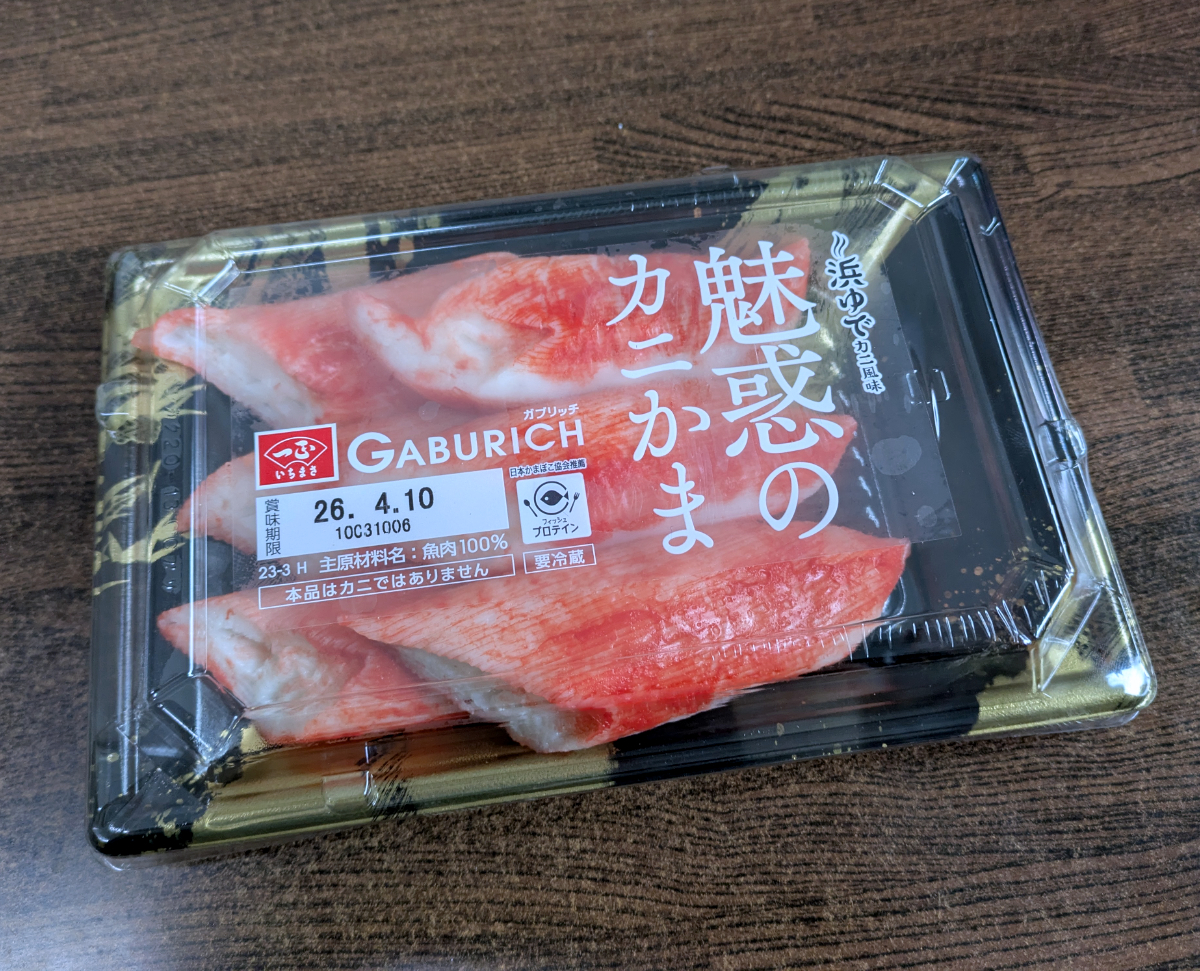 〜浜ゆでカニ風味
魅惑の
カニかま
ガブリッチ
GABURICH
一正
いちまさ
賞味期限
26. 4.10
10C31006
日本かまぼこ協会推薦
フィッシュ
プロテイン
23-3 H 主原材料名：魚肉100%
本品はカニではありません
要冷蔵